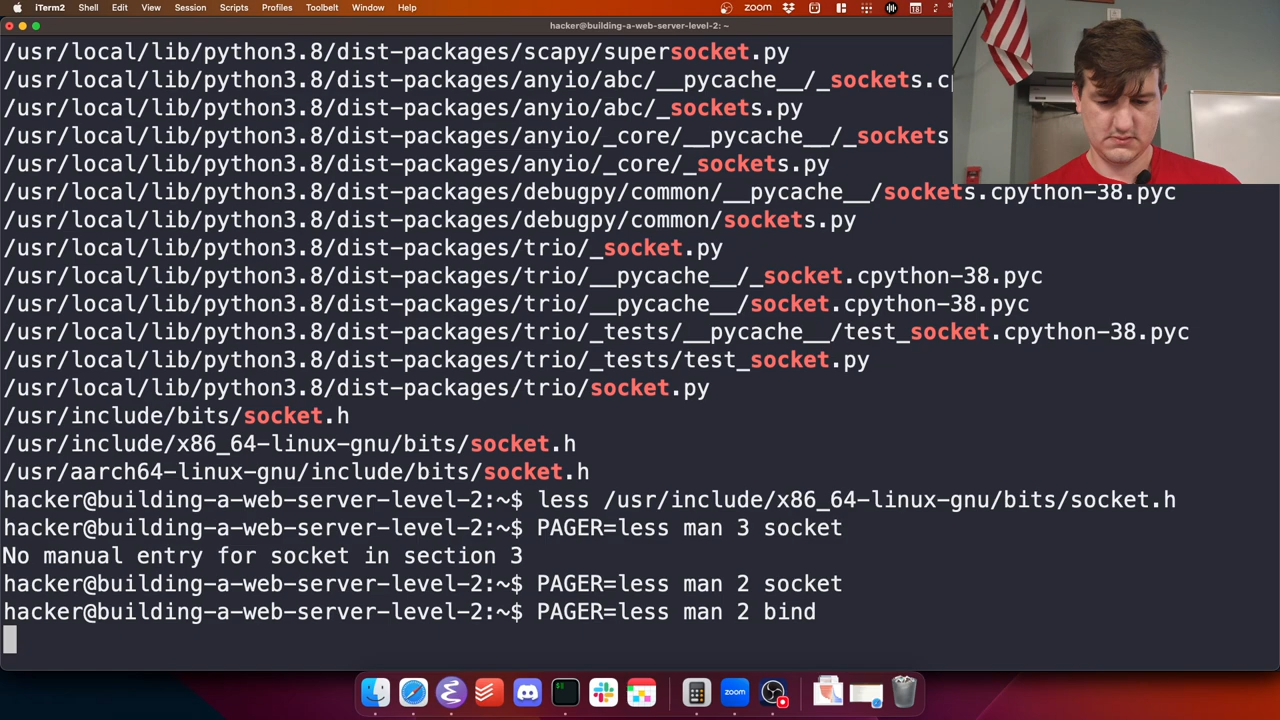 iTerm2 Shell Edit View Session Scripts Profiles Toolbelt Window Help zoom
hacker@building-a-web-server-level-2: ~
/usr/local/lib/python3.8/dist-packages/scapy/supersocket.py
/usr/local/lib/python3.8/dist-packages/anyio/abc/__pycache__/_sockets.cp
/usr/local/lib/python3.8/dist-packages/anyio/abc/_sockets.py
/usr/local/lib/python3.8/dist-packages/anyio/_core/__pycache__/_sockets.
/usr/local/lib/python3.8/dist-packages/anyio/_core/_sockets.py
/usr/local/lib/python3.8/dist-packages/debugpy/common/__pycache__/sockets.cpython-38.pyc
/usr/local/lib/python3.8/dist-packages/debugpy/common/sockets.py
/usr/local/lib/python3.8/dist-packages/trio/_socket.py
/usr/local/lib/python3.8/dist-packages/trio/__pycache__/_socket.cpython-38.pyc
/usr/local/lib/python3.8/dist-packages/trio/__pycache__/socket.cpython-38.pyc
/usr/local/lib/python3.8/dist-packages/trio/_tests/__pycache__/test_socket.cpython-38.pyc
/usr/local/lib/python3.8/dist-packages/trio/_tests/test_socket.py
/usr/local/lib/python3.8/dist-packages/trio/socket.py
/usr/include/bits/socket.h
/usr/include/x86_64-linux-gnu/bits/socket.h
/usr/aarch64-linux-gnu/include/bits/socket.h
hacker@building-a-web-server-level-2:~$ less /usr/include/x86_64-linux-gnu/bits/socket.h
hacker@building-a-web-server-level-2:~$ PAGER=less man 3 socket
No manual entry for socket in section 3
hacker@building-a-web-server-level-2:~$ PAGER=less man 2 socket
hacker@building-a-web-server-level-2:~$ PAGER=less man 2 bind
zoom